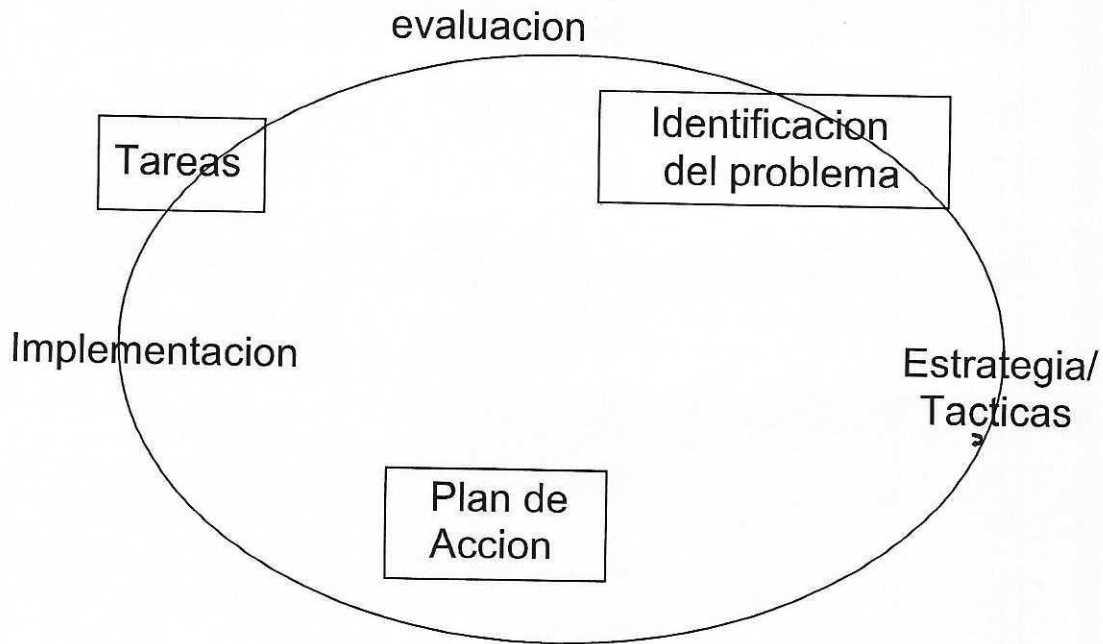 evaluacion
Identificacion
del problema
Tareas
Implementacion
Estrategia/
Tacticas
Plan de
Accion